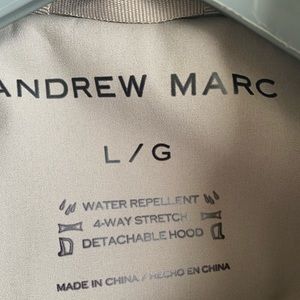 ANDREW MARC
L / G
WATER REPELLENT
4-WAY STRETCH
DETACHABLE HOOD
MADE IN CHINA / HECHO EN CHINA